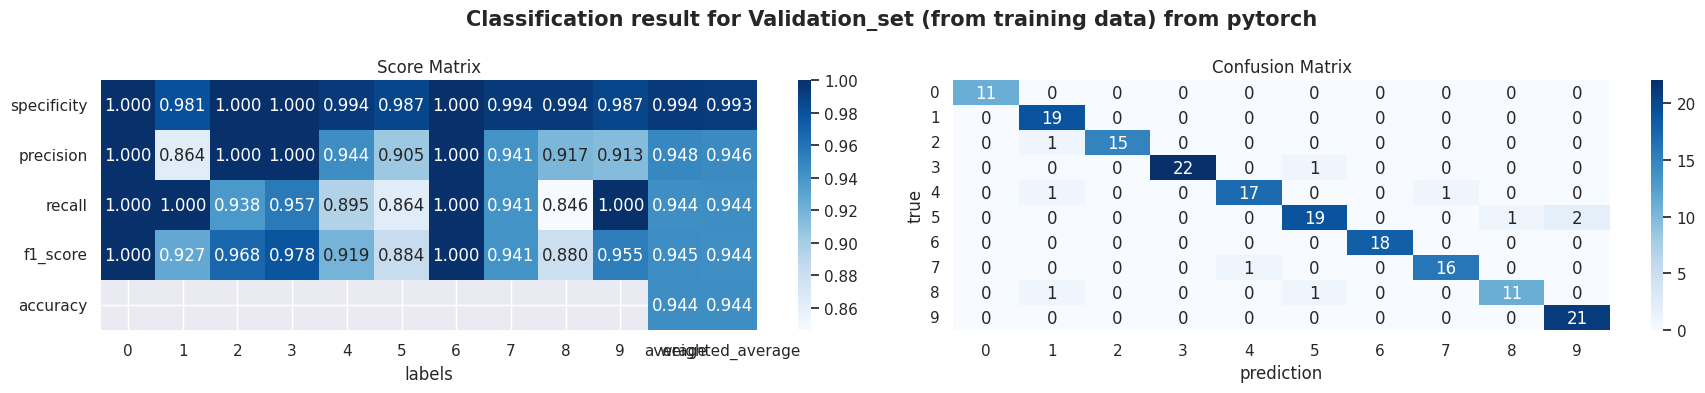 Classification result for Validation_set (from training data) from pytorch
Score Matrix
specificity 1.000 0.981 1.000 1.000 0.994 0.987 1.000 0.994 0.994 0.987 0.994 0.993
precision 1.000 0.864 1.000 1.000 0.944 0.905 1.000 0.941 0.917 0.913 0.948 0.946
recall 1.000 1.000 0.938 0.957 0.895 0.864 1.000 0.941 0.846 1.000 0.944 0.944
f1_score 1.000 0.927 0.968 0.978 0.919 0.884 1.000 0.941 0.880 0.955 0.945 0.944
accuracy 0.944 0.944
0 1 2 3 4 5 6 7 8 9 average weighted_average
labels
1.00
0.98
0.96
0.94
0.92
0.90
0.88
0.86
Confusion Matrix
true
0 11 0 0 0 0 0 0 0 0 0
1 0 19 0 0 0 0 0 0 0 0
2 0 1 15 0 0 0 0 0 0 0
3 0 0 0 22 0 1 0 0 0 0
4 0 1 0 0 17 0 0 1 0 0
5 0 0 0 0 0 19 0 0 1 2
6 0 0 0 0 0 0 18 0 0 0
7 0 0 0 0 1 0 0 16 0 0
8 0 1 0 0 0 1 0 0 11 0
9 0 0 0 0 0 0 0 0 0 21
0 1 2 3 4 5 6 7 8 9
prediction
20
15
10
5
0